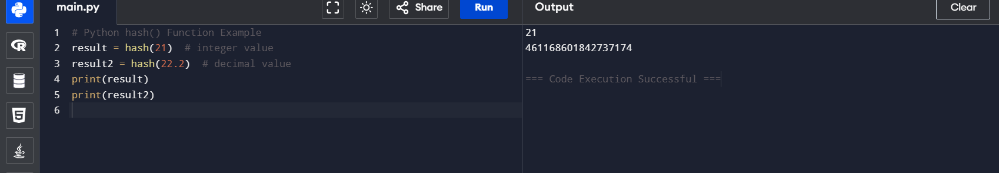 main.py Share Run Output Clear
1 # Python hash() Function Example
2 result = hash(21)  # integer value
3 result2 = hash(22.2)  # decimal value
4 print(result)
5 print(result2)
6
21
461168601842737174
=== Code Execution Successful ===